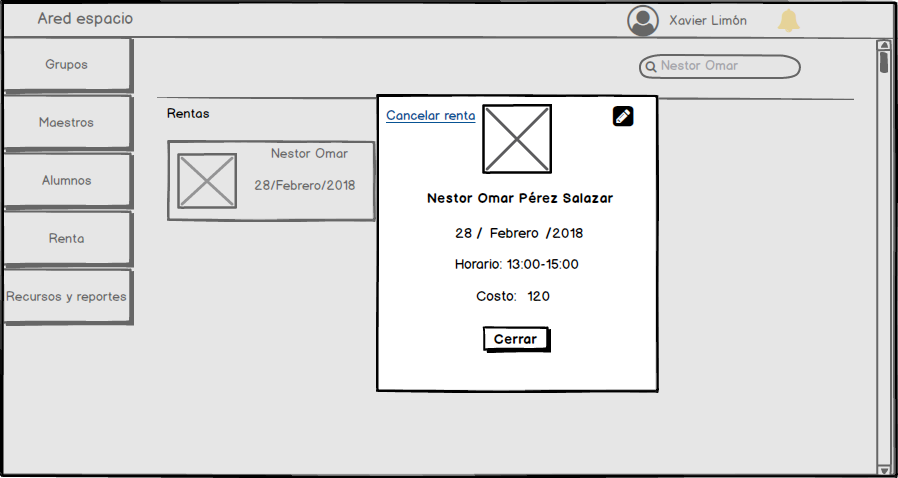 Ared espacio
Xavier Limón
Grupos
Maestros
Alumnos
Renta
Recursos y reportes
Nestor Omar
Rentas
Nestor Omar
28/Febrero/2018
Cancelar renta
Nestor Omar Pérez Salazar
28 / Febrero /2018
Horario: 13:00-15:00
Costo: 120
Cerrar